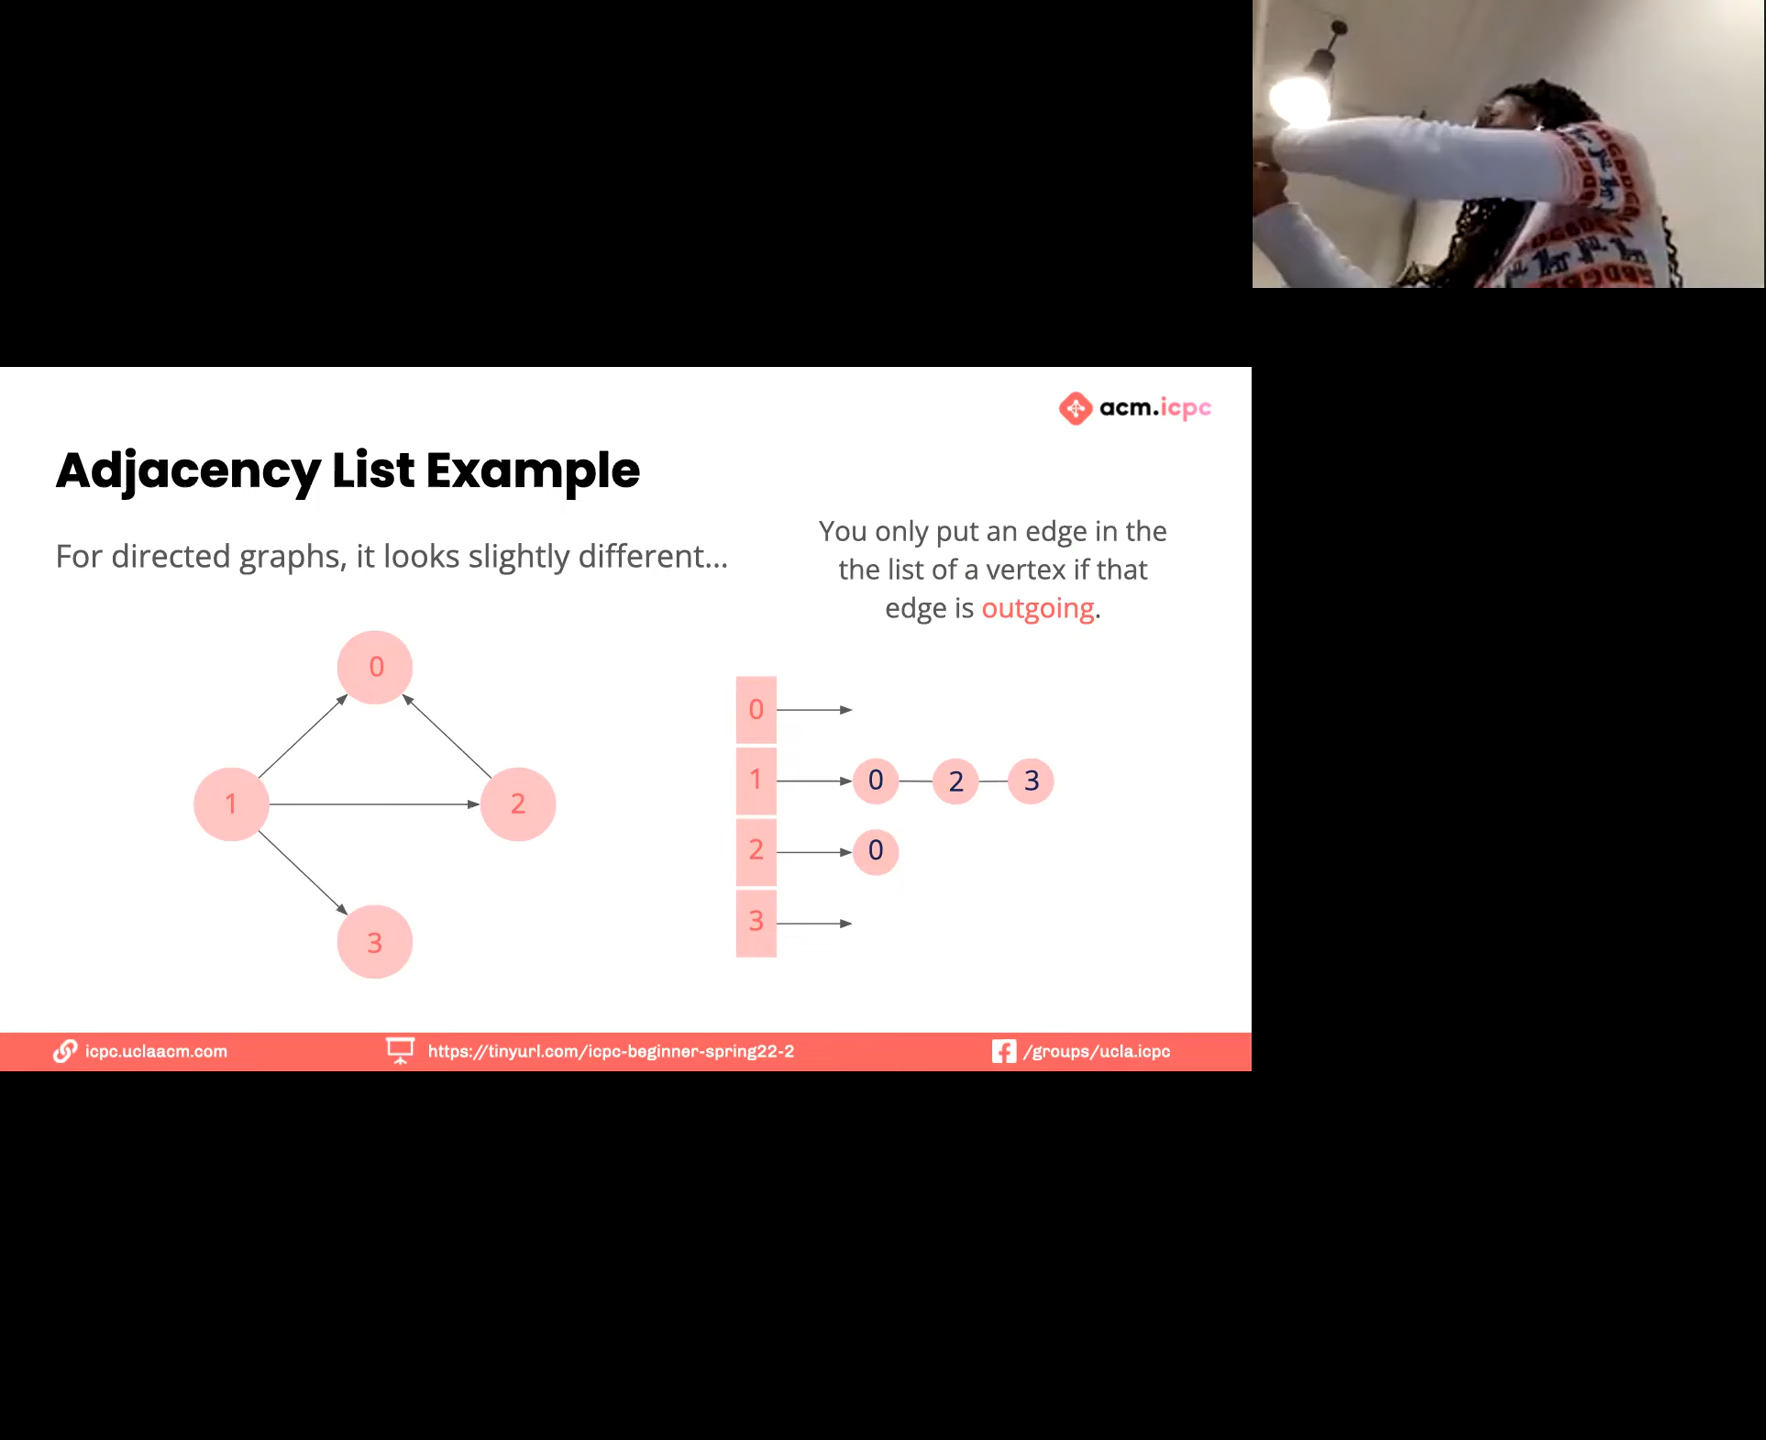 acm.icpc
Adjacency List Example
For directed graphs, it looks slightly different...
You only put an edge in the
the list of a vertex if that
edge is outgoing.
0
1
2
3
0
1
0
2
3
2
0
3
icpc.uclaacm.com
https://tinyurl.com/icpc-beginner-spring22-2
/groups/ucla.icpc